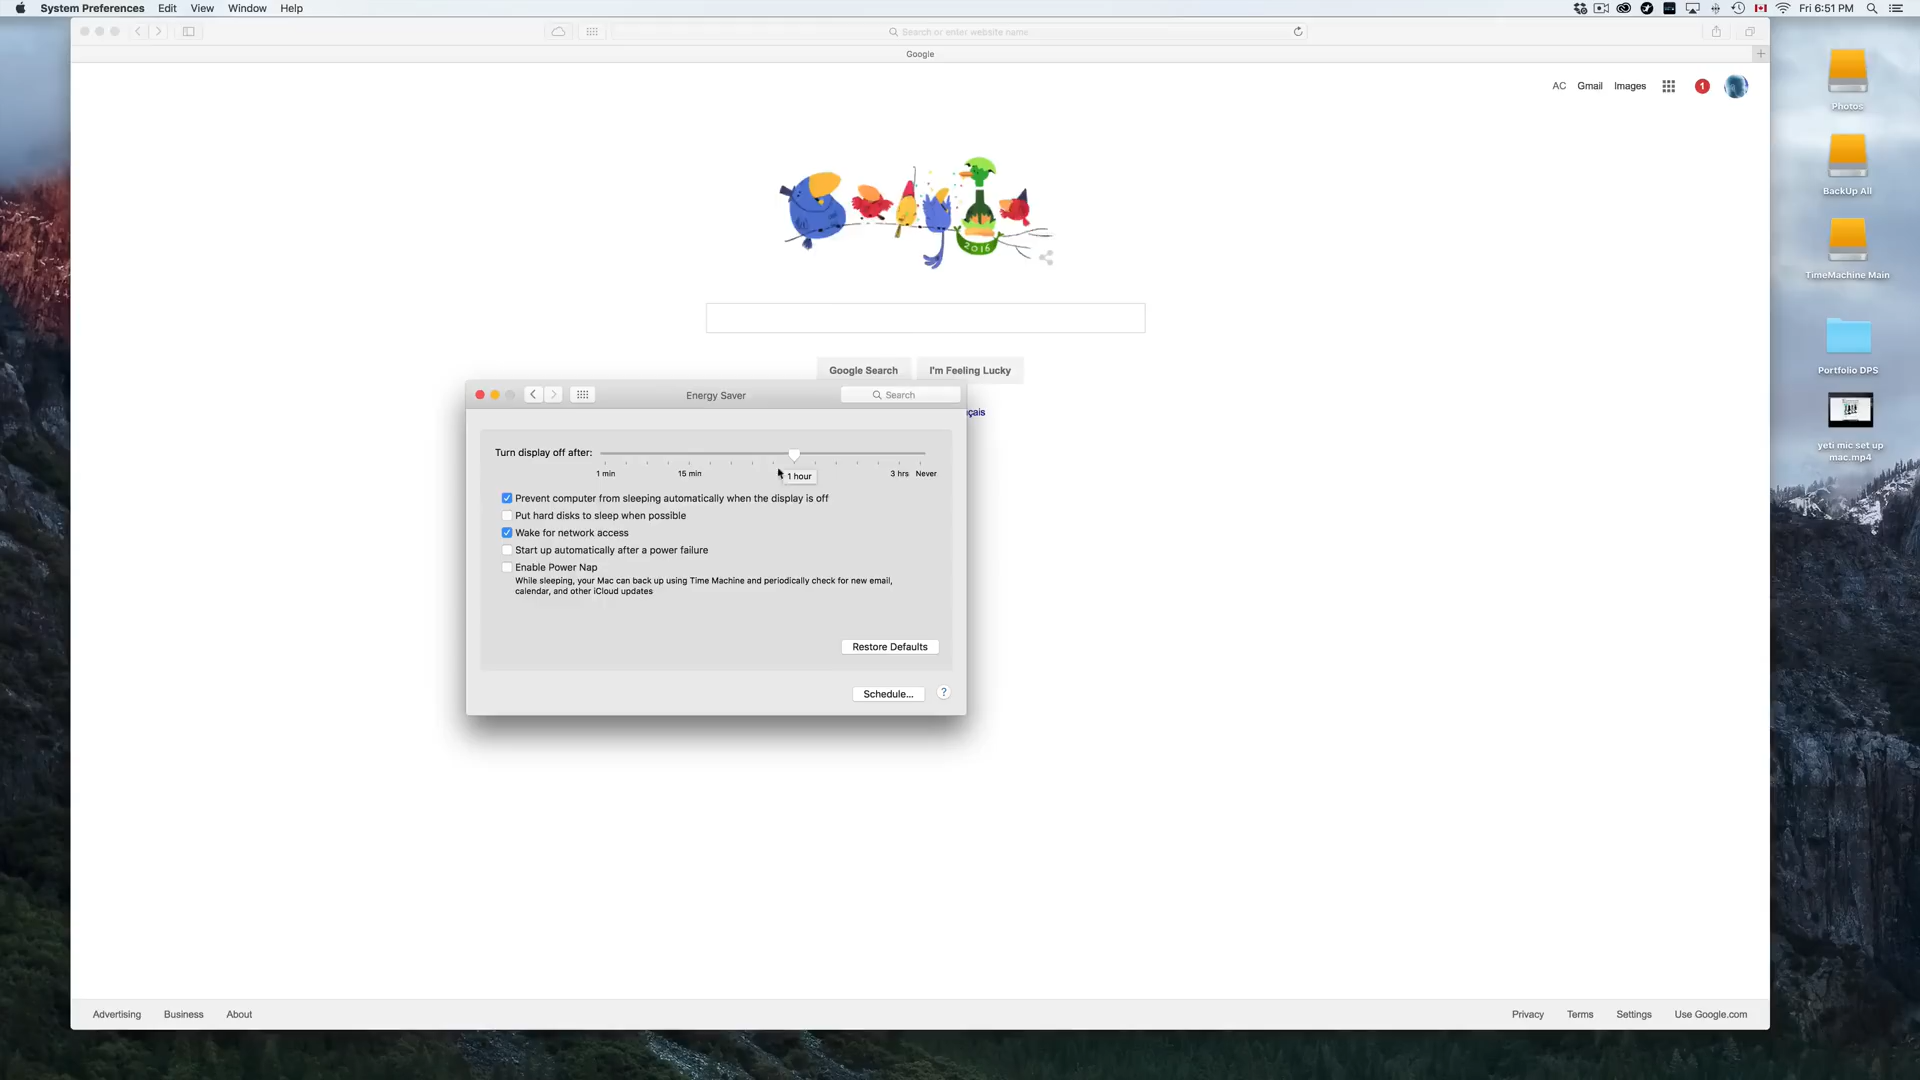 System Preferences Edit View Window Help Fri 6:51 PM
Search or enter website name
Google
AC Gmail Images 1
Photos
BackUp All
2016
TimeMachine Main
Google Search I'm Feeling Lucky
Portfolio DPS
Energy Saver Search
çais
yeti mic set up
mac.mp4
Turn display off after:
1 min 15 min 1 hour 3 hrs Never
Prevent computer from sleeping automatically when the display is off
Put hard disks to sleep when possible
Wake for network access
Start up automatically after a power failure
Enable Power Nap
While sleeping, your Mac can back up using Time Machine and periodically check for new email,
calendar, and other iCloud updates
Restore Defaults
Schedule... ?
Advertising Business About Privacy Terms Settings Use Google.com